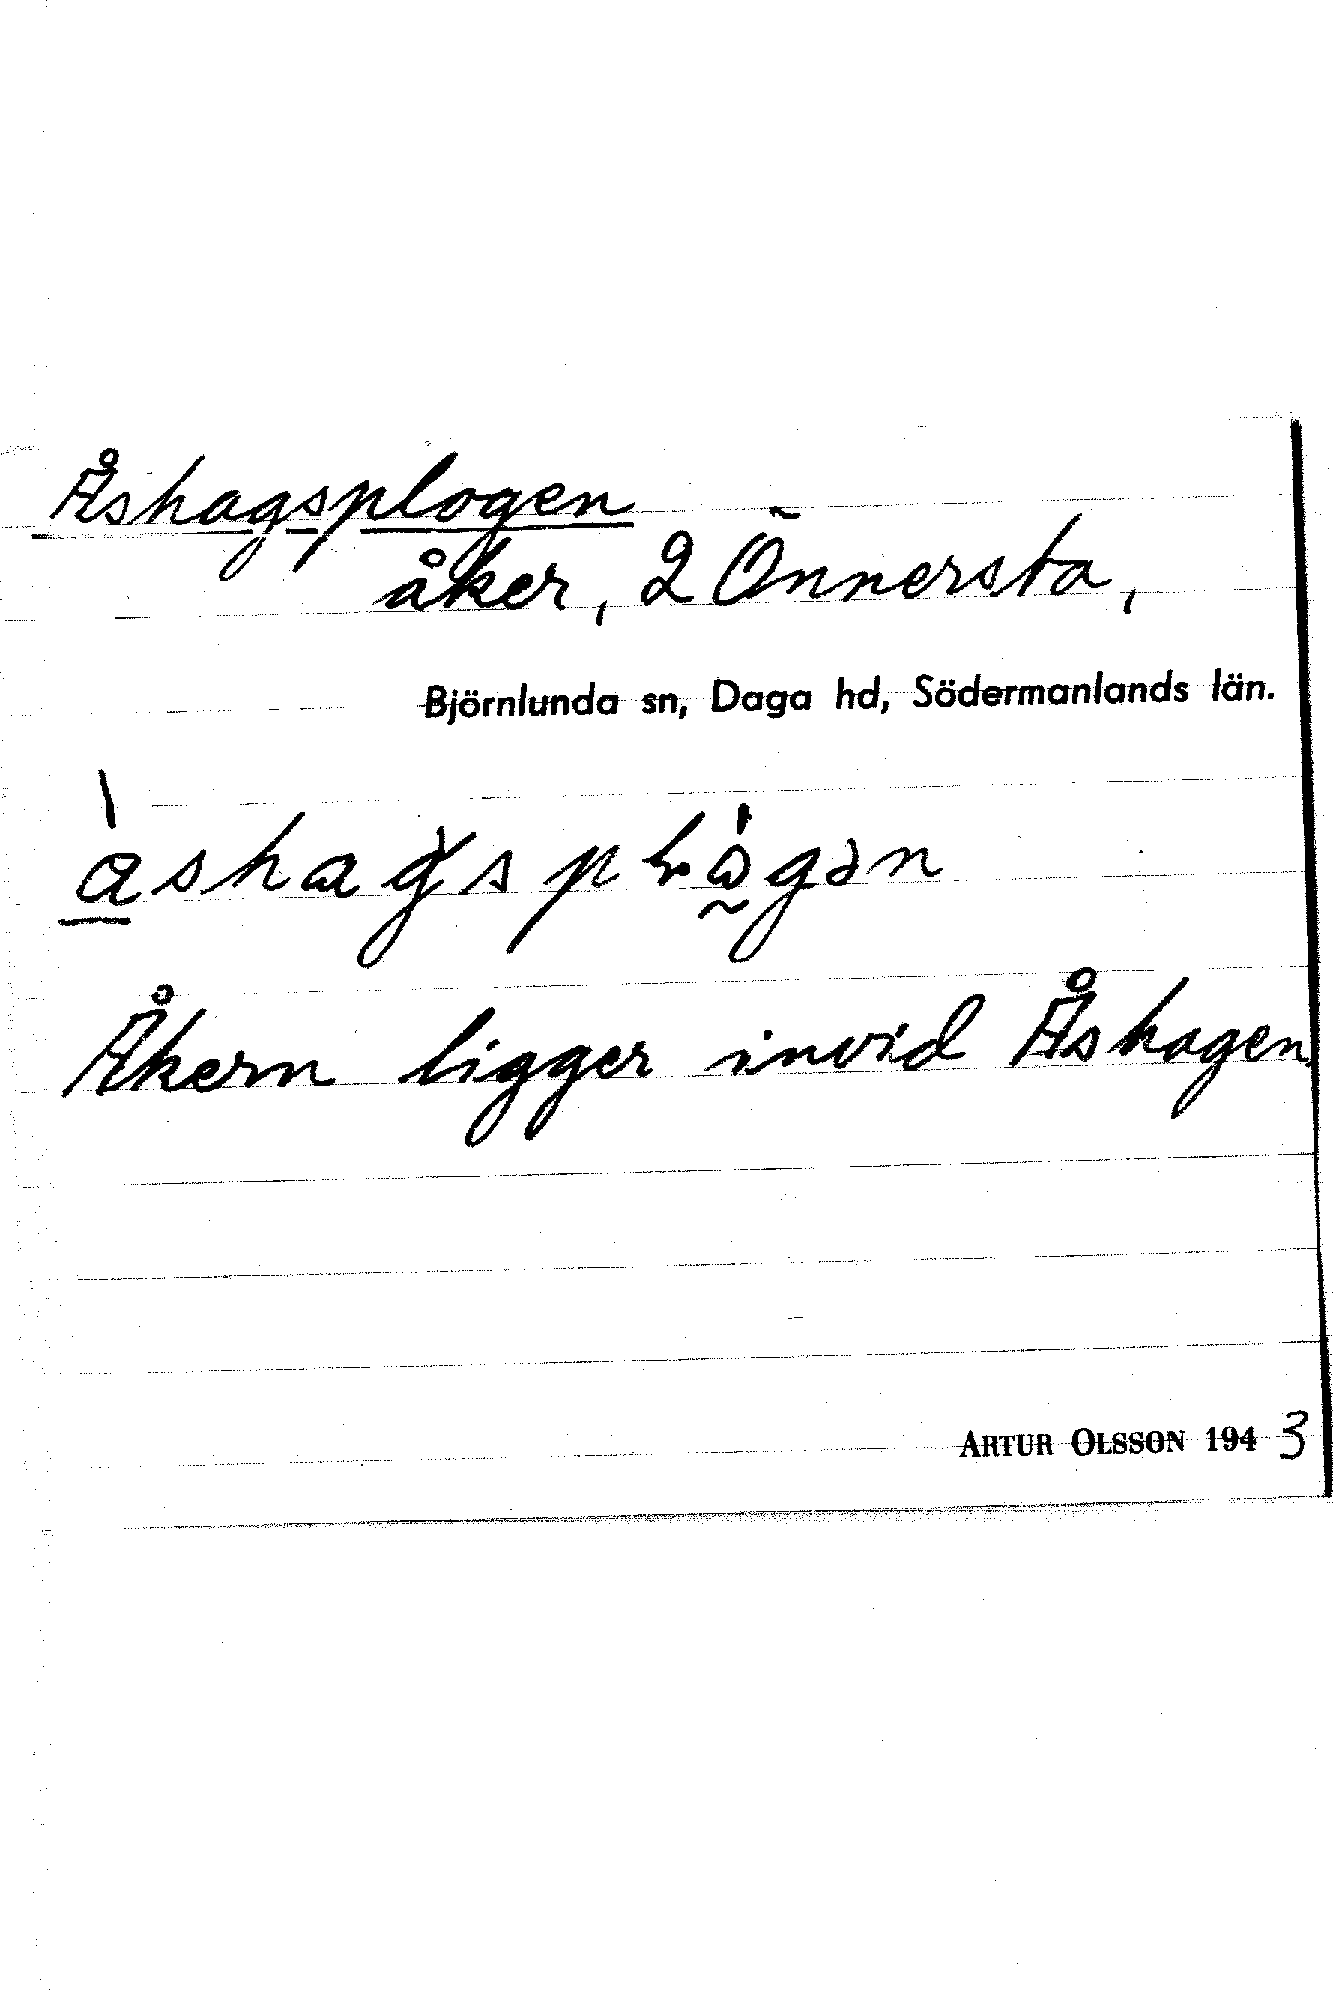 Åshagsplogen
åker, 2 Önnersta,
Björnlunda sn, Daga hd, Södermanlands län.
Åkern ligger invid Åshagen
ARTUR OLSSON 1943